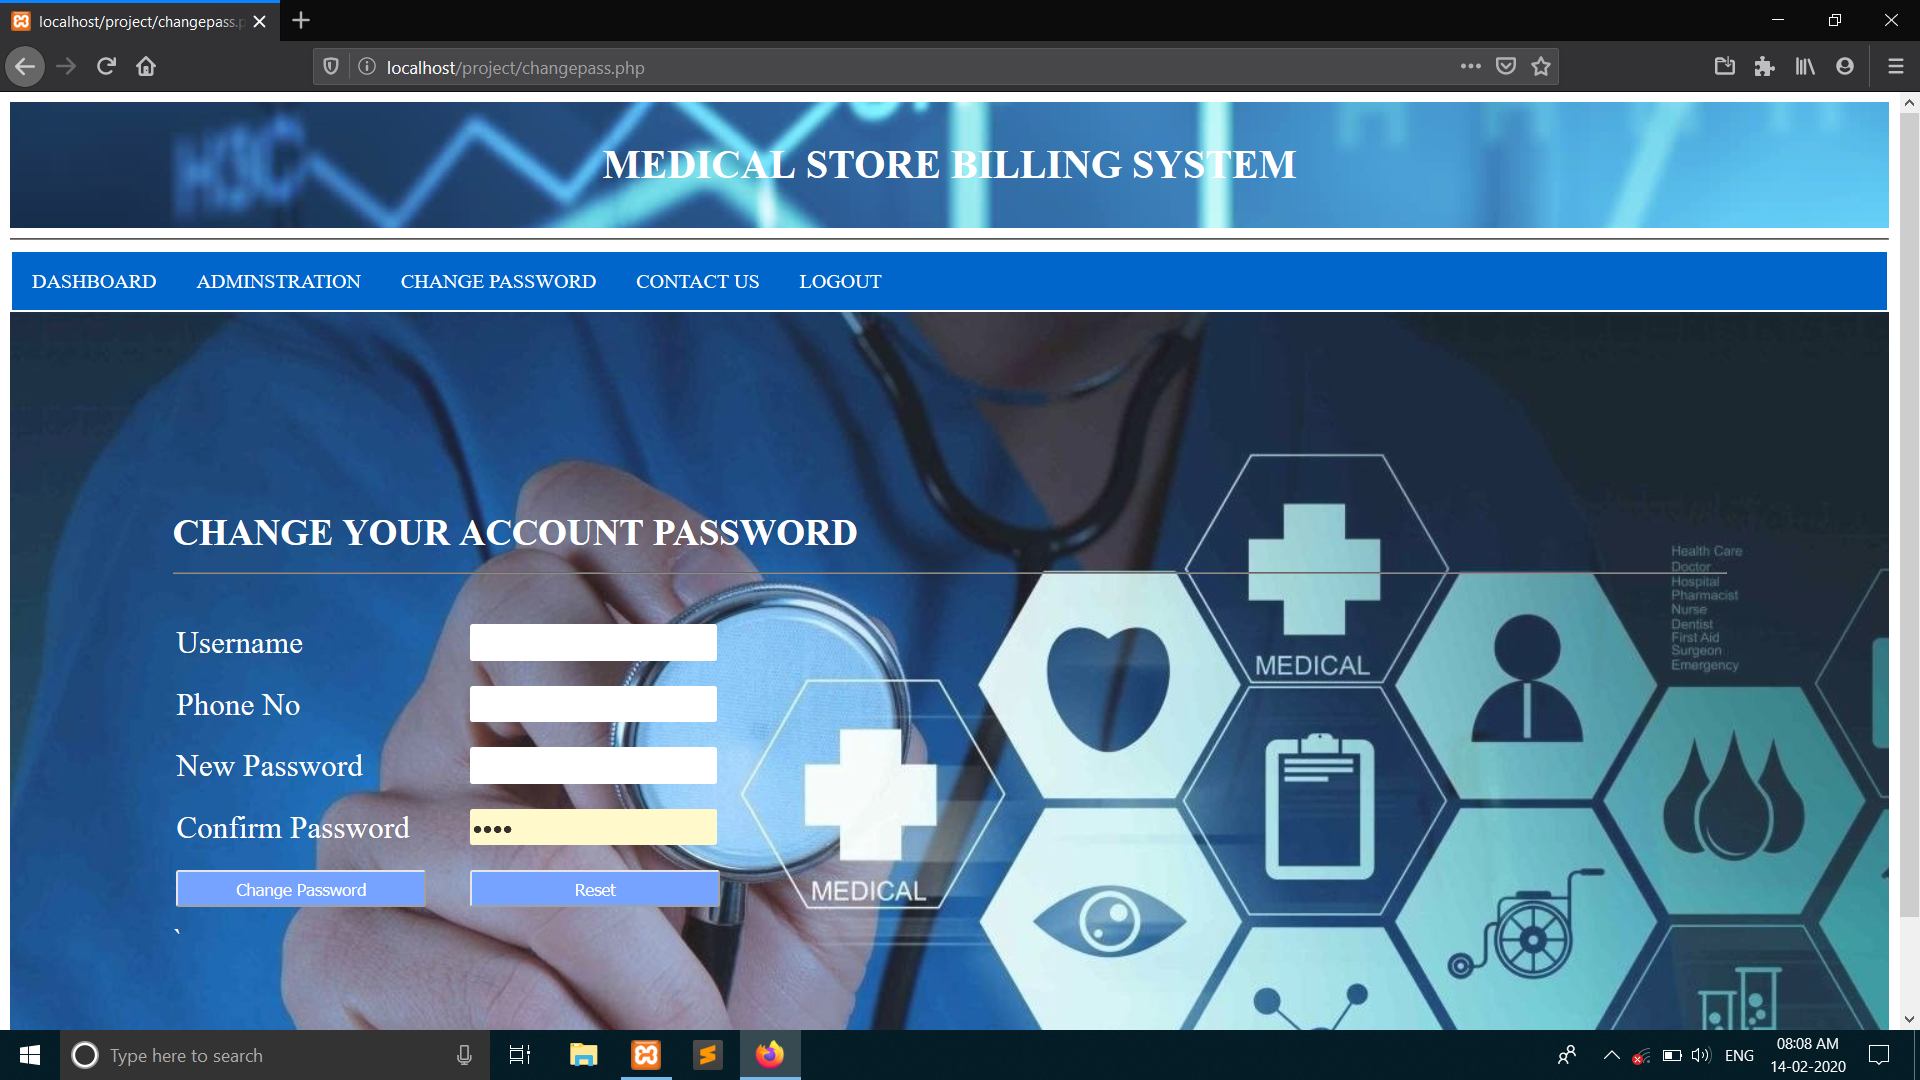 localhost/project/changepass.p
localhost/project/changepass.php
H3C
MEDICAL STORE BILLING SYSTEM
DASHBOARD ADMINSTRATION CHANGE PASSWORD CONTACT US LOGOUT
CHANGE YOUR ACCOUNT PASSWORD
Health Care
Doctor
Hospital
Pharmacist
Nurse
Dentist
First Aid
Surgeon
Emergency
MEDICAL
Username
Phone No
New Password
Confirm Password ••••
MEDICAL
Change Password Reset
`
Type here to search
ENG
08:08 AM
14-02-2020